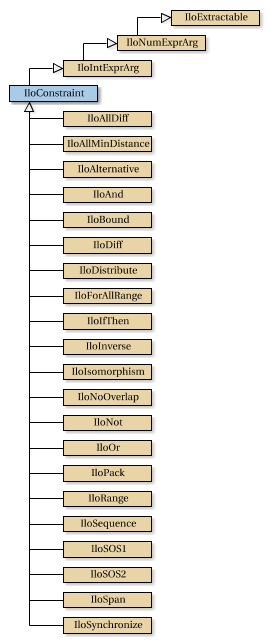 IloExtractable
IloNumExprArg
IloIntExprArg
IloConstraint
IloAllDiff
IloAllMinDistance
IloAlternative
IloAnd
IloBound
IloDiff
IloDistribute
IloForAllRange
IloIfThen
IloInverse
IloIsomorphism
IloNoOverlap
IloNot
IloOr
IloPack
IloRange
IloSequence
IloSOS1
IloSOS2
IloSpan
IloSynchronize